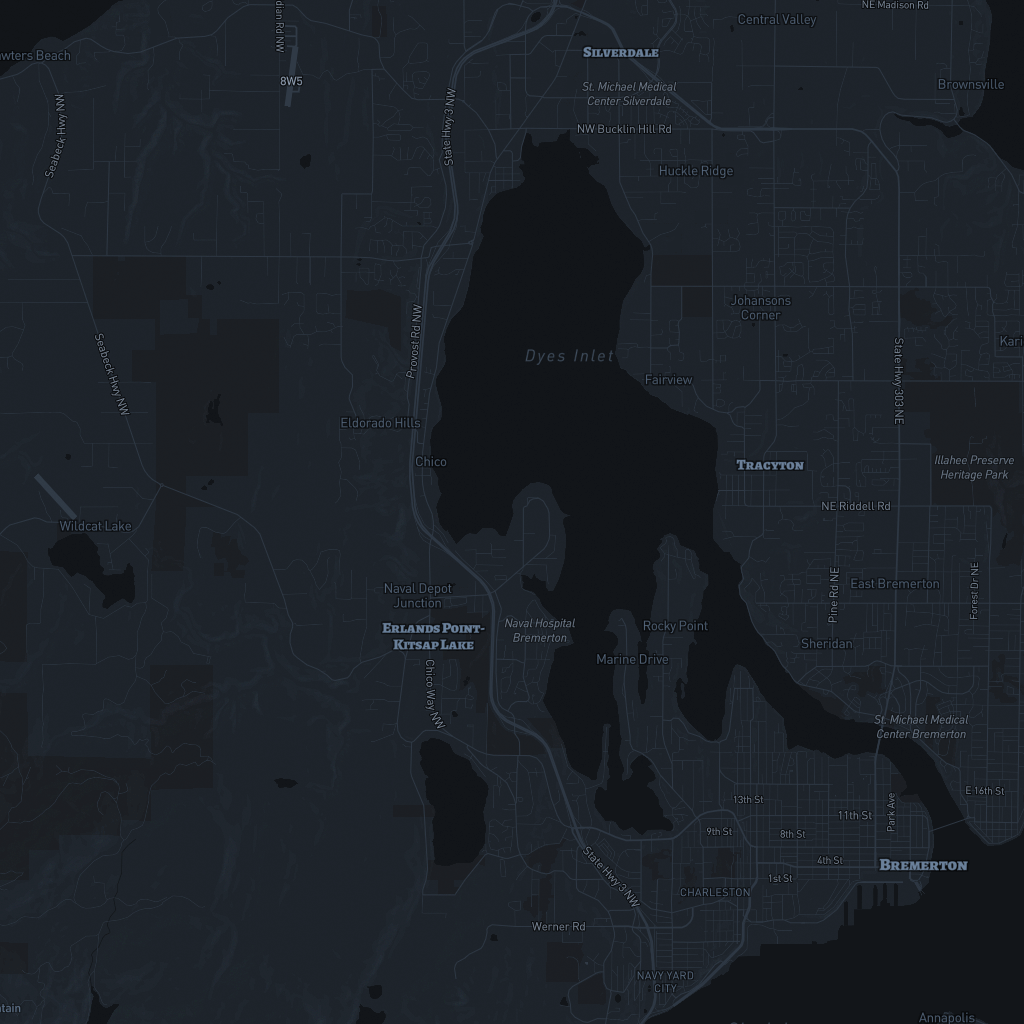 NE Madison Rd
Central Valley
SILVERDALE
8W5
St. Michael Medical
Center Silverdale
Brownsville
Seabeck Hwy NW
State Hwy 3 NW
NW Bucklin Hill Rd
Huckle Ridge
Johansons
Corner
Provost Rd NW
Dyes Inlet
Seabeck Hwy NW
State Hwy 303 NE
Fairview
Eldorado Hills
Chico
TRACYTON
Illahee Preserve
Heritage Park
NE Riddell Rd
Wildcat Lake
Naval Depot
Junction
East Bremerton
Pine Rd NE
Forest Dr NE
ERLANDS POINT-
KITSAP LAKE
Naval Hospital
Bremerton
Rocky Point
Sheridan
Marine Drive
Chico Way NW
St. Michael Medical
Center Bremerton
E 16th St
13th St
11th St
Park Ave
9th St
8th St
4th St
BREMERTON
1st St
State Hwy 3 NW
CHARLESTON
Werner Rd
NAVY YARD
CITY
Annapolis